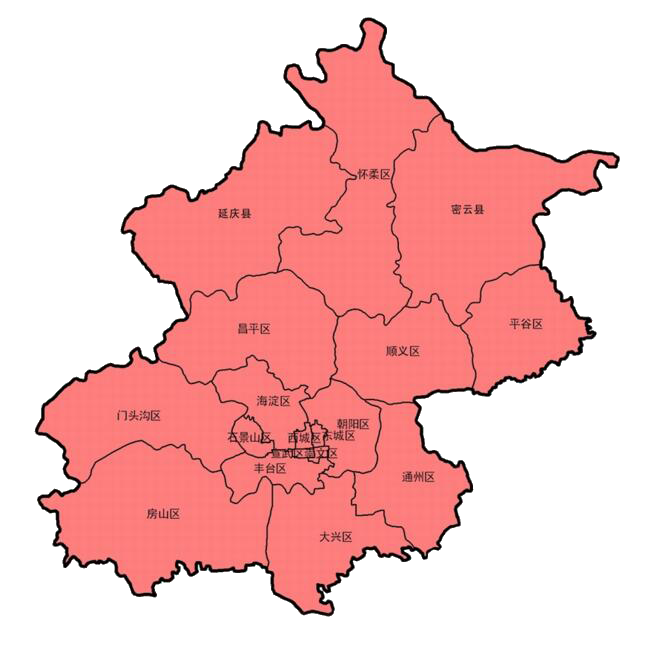 怀柔区
密云县
延庆县
平谷区
昌平区
顺义区
海淀区
门头沟区
朝阳区
石景山区
西城区
东城区
宣武区
崇文区
丰台区
通州区
房山区
大兴区